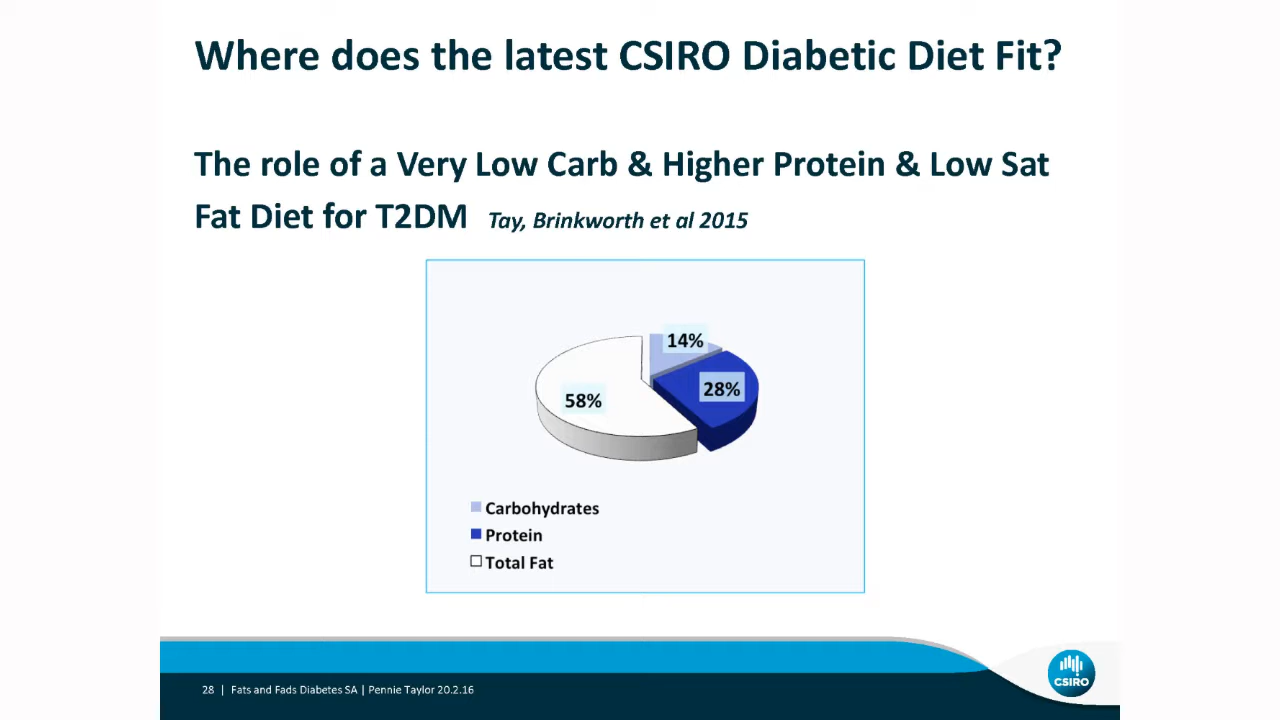 Where does the latest CSIRO Diabetic Diet Fit?
The role of a Very Low Carb & Higher Protein & Low Sat
Fat Diet for T2DM Tay, Brinkworth et al 2015
14%
28%
58%
Carbohydrates
Protein
Total Fat
28 | Fats and Fads Diabetes SA | Pennie Taylor 20.2.16
CSIRO